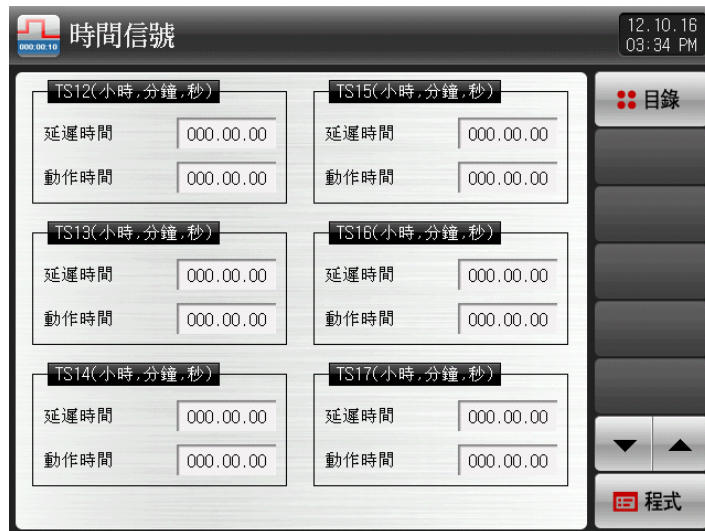 000:00:10
時間信號
12.10.16
03:34 PM
TS12(小時,分鐘,秒)
延遲時間 000.00.00
動作時間 000.00.00
TS15(小時,分鐘,秒)
延遲時間 000.00.00
動作時間 000.00.00
TS13(小時,分鐘,秒)
延遲時間 000.00.00
動作時間 000.00.00
TS16(小時,分鐘,秒)
延遲時間 000.00.00
動作時間 000.00.00
TS14(小時,分鐘,秒)
延遲時間 000.00.00
動作時間 000.00.00
TS17(小時,分鐘,秒)
延遲時間 000.00.00
動作時間 000.00.00
目錄
程式